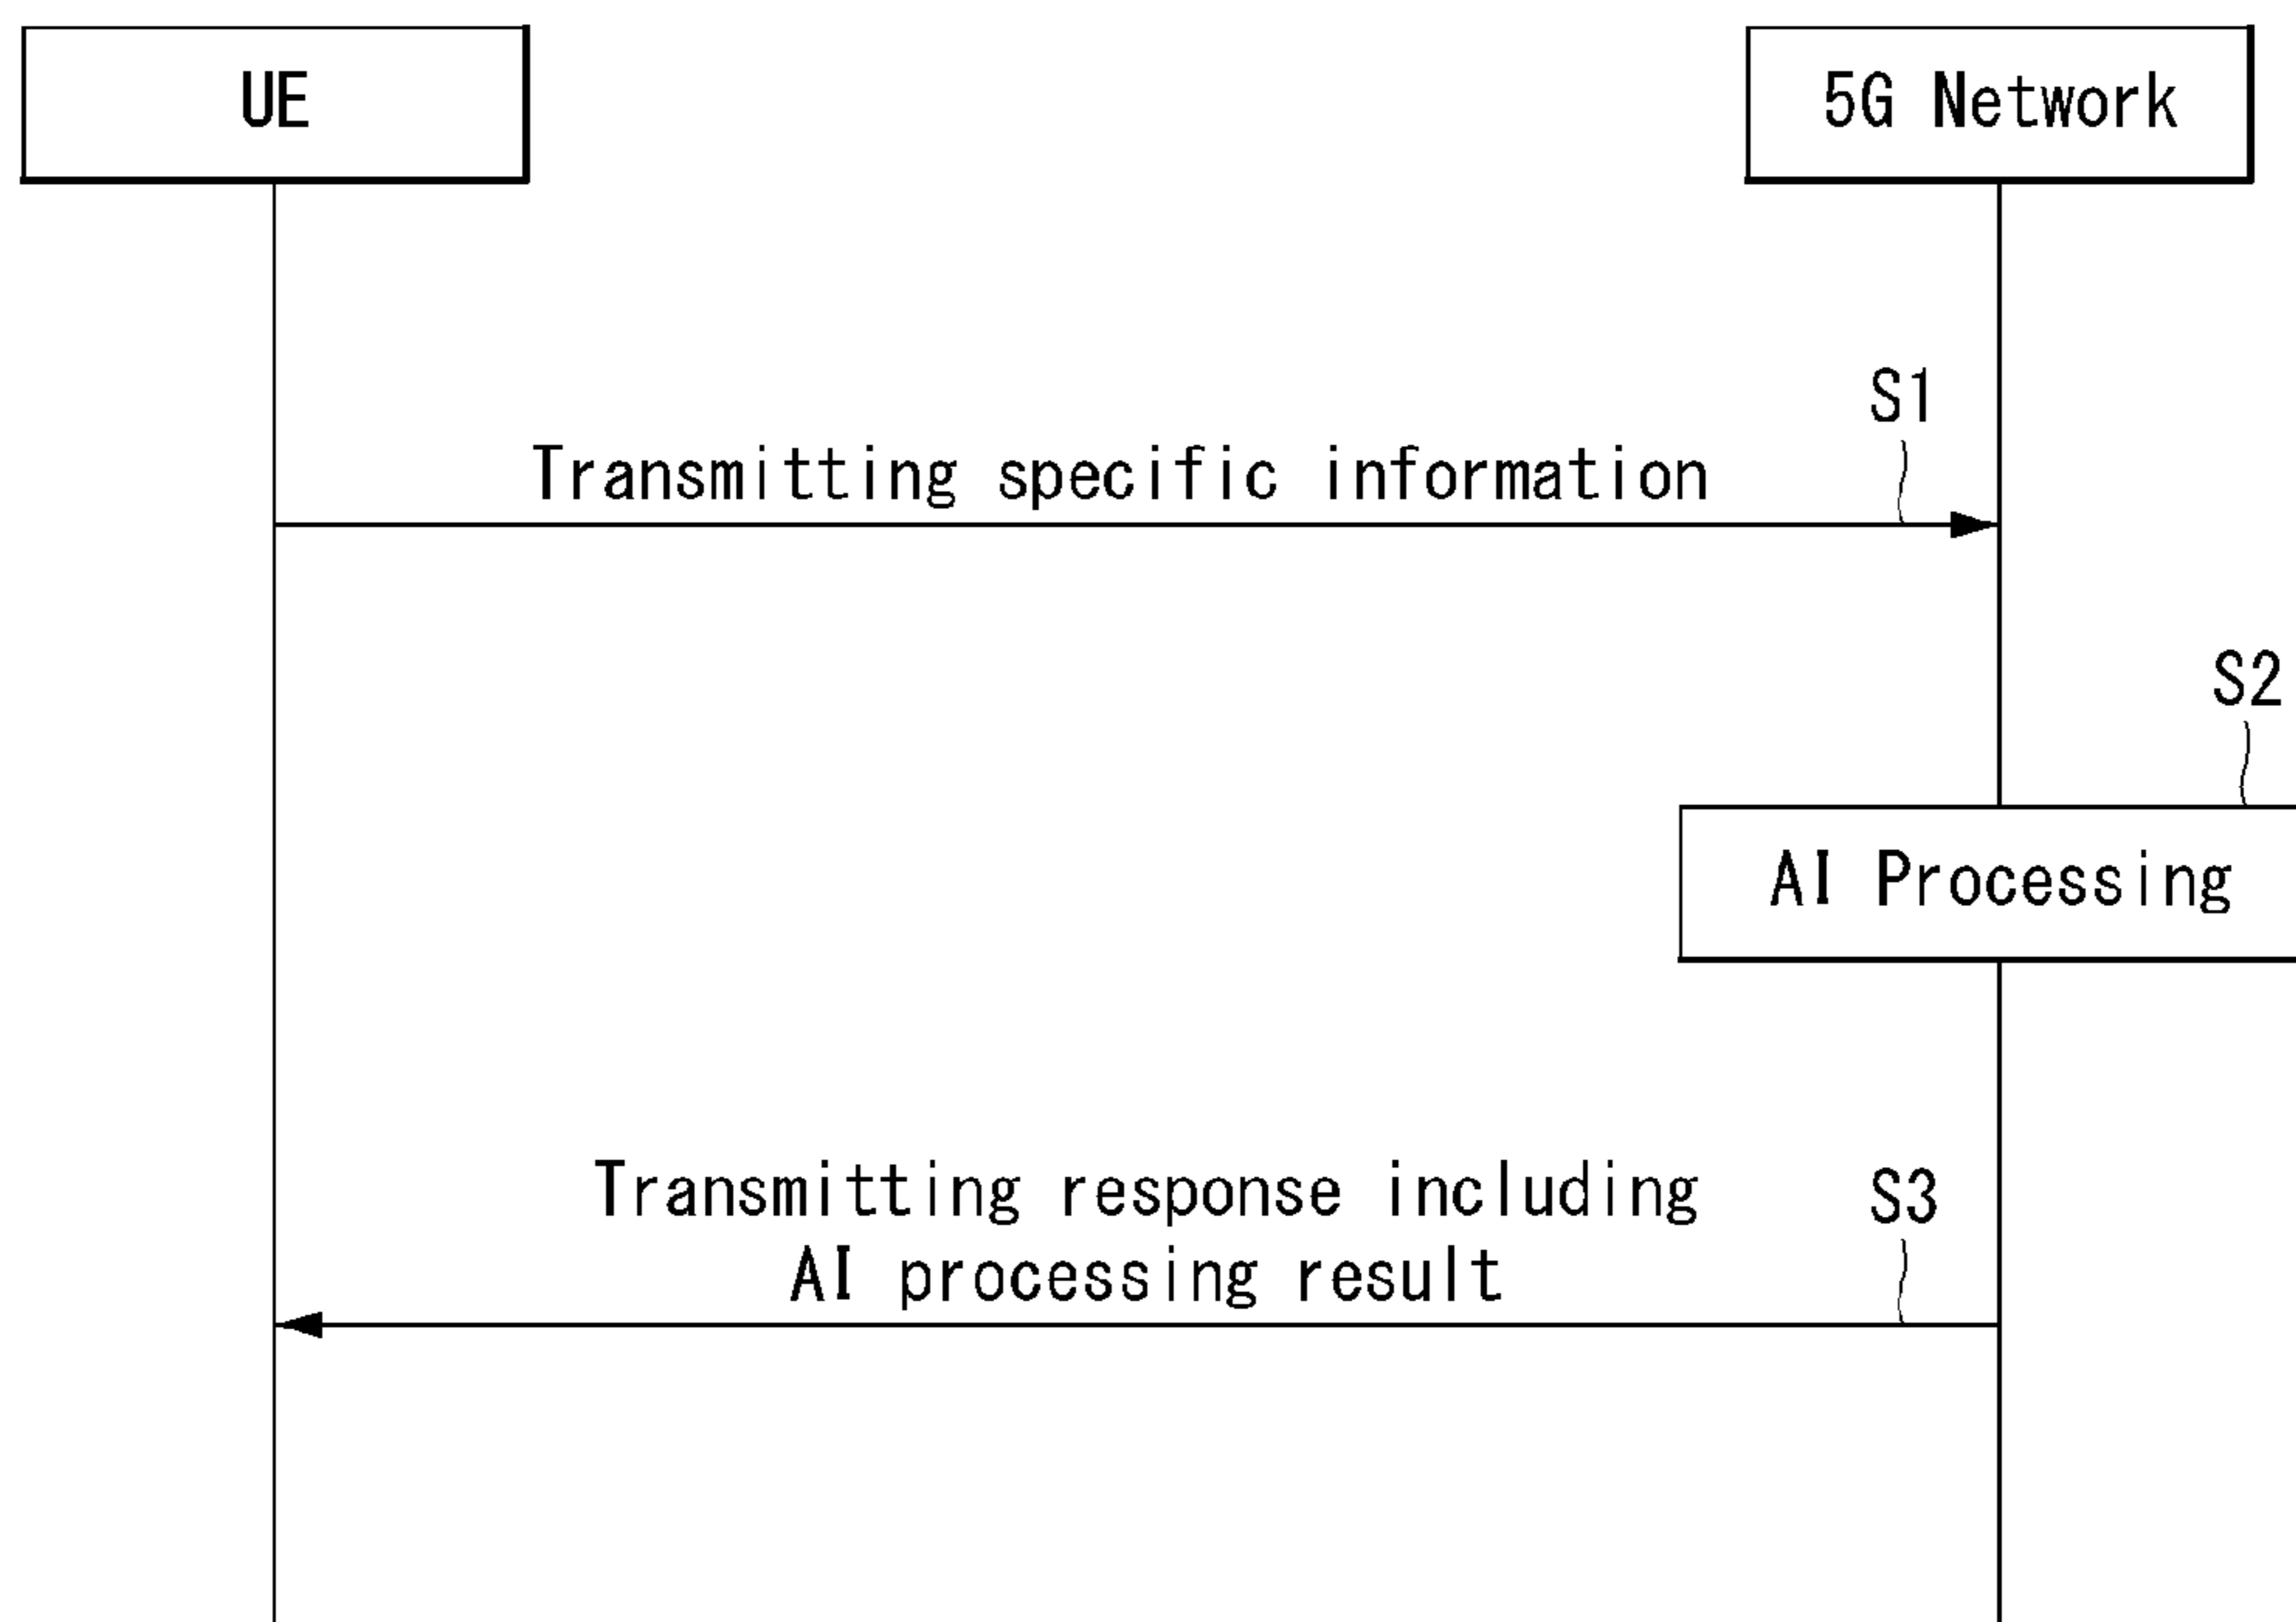 UE
5G Network
S1
Transmitting specific information
S2
AI Processing
Transmitting response including
S3
AI processing result